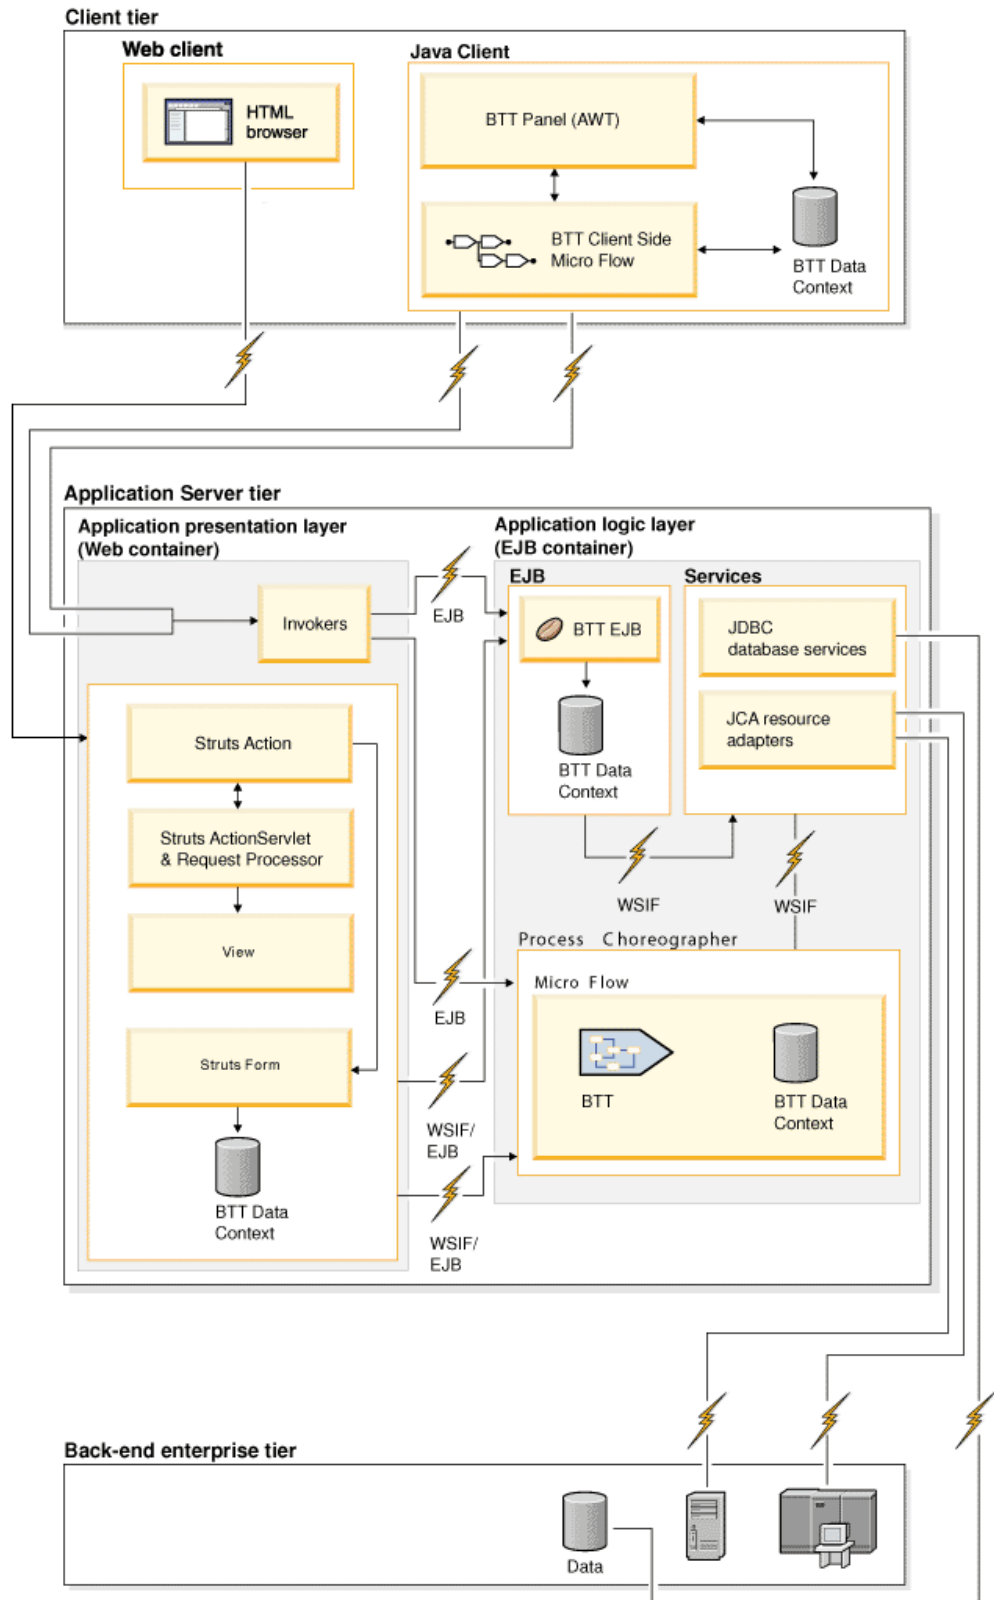 Client tier
Web client
Java Client
HTML
browser
BTT Panel (AWT)
BTT Client Side
Micro Flow
BTT Data
Context
Application Server tier
Application presentation layer
(Web container)
Application logic layer
(EJB container)
EJB
Services
Invokers
EJB
BTT EJB
JDBC
database services
BTT Data
Context
JCA resource
adapters
Struts Action
Struts ActionServlet
& Request Processor
View
WSIF
WSIF
Process Choreographer
Micro Flow
EJB
BTT
BTT Data
Context
Struts Form
WSIF/
EJB
BTT Data
Context
WSIF/
EJB
Back-end enterprise tier
Data